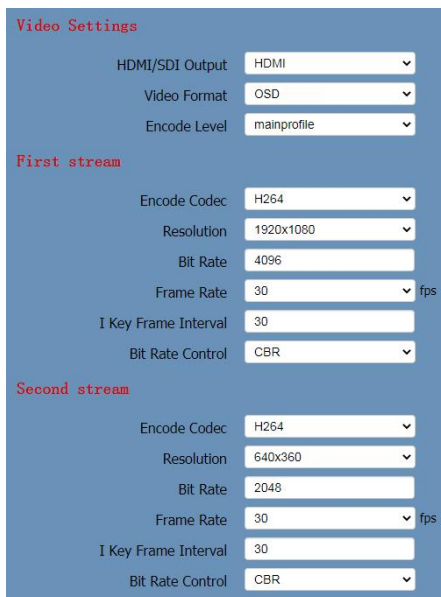 Video Settings
HDMI/SDI Output HDMI
Video Format OSD
Encode Level mainprofile
First stream
Encode Codec H264
Resolution 1920x1080
Bit Rate 4096
Frame Rate 30 fps
I Key Frame Interval 30
Bit Rate Control CBR
Second stream
Encode Codec H264
Resolution 640x360
Bit Rate 2048
Frame Rate 30 fps
I Key Frame Interval 30
Bit Rate Control CBR